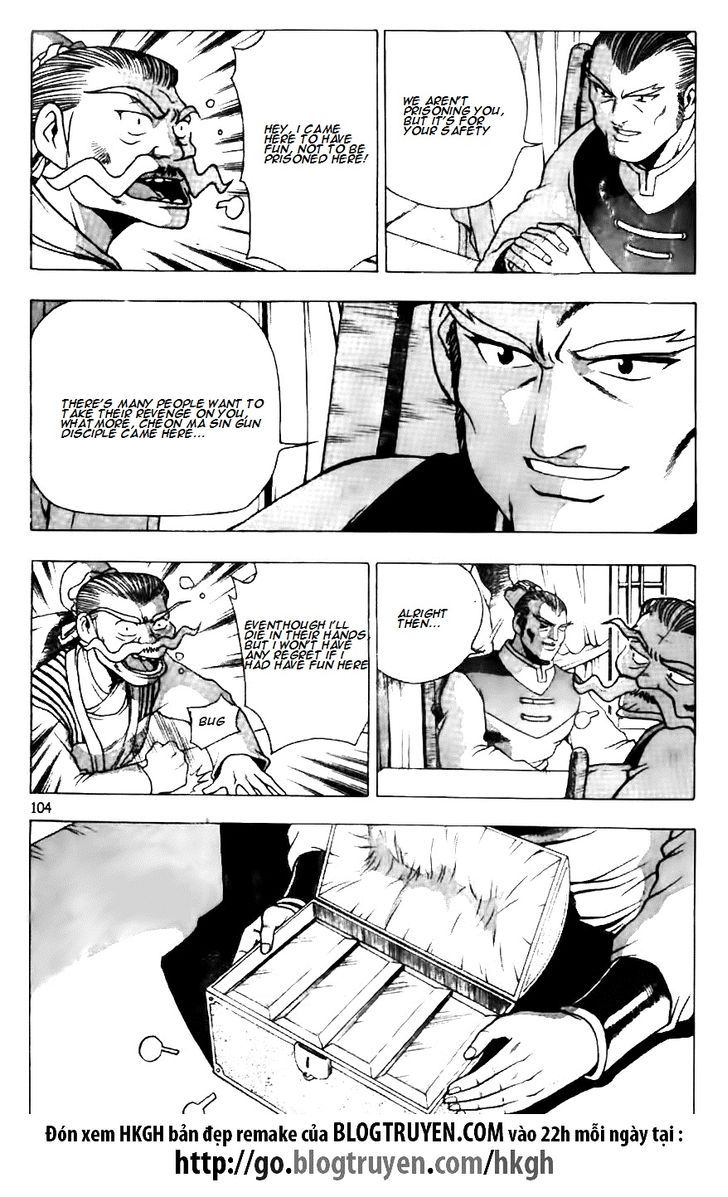 HEY, I CAME
HERE TO HAVE
FUN, NOT TO BE
PRISONED HERE!
WE AREN'T
PRISONING YOU,
BUT IT'S FOR
YOUR SAFETY
THERE'S MANY PEOPLE WANT TO
TAKE THEIR REVENGE ON YOU,
WHAT MORE, CHEON MA SIN GUN
DISCIPLE CAME HERE...
EVENTHOUGH I'LL
DIE IN THEIR HANDS,
BUT I WON'T HAVE
ANY REGRET IF I
HAD HAVE FUN HERE
BUG
ALRIGHT
THEN...
104
Đón xem HKGH bản đẹp remake của BLOGTRUYEN.COM vào 22h mỗi ngày tại :
http://go.blogtruyen.com/hkgh